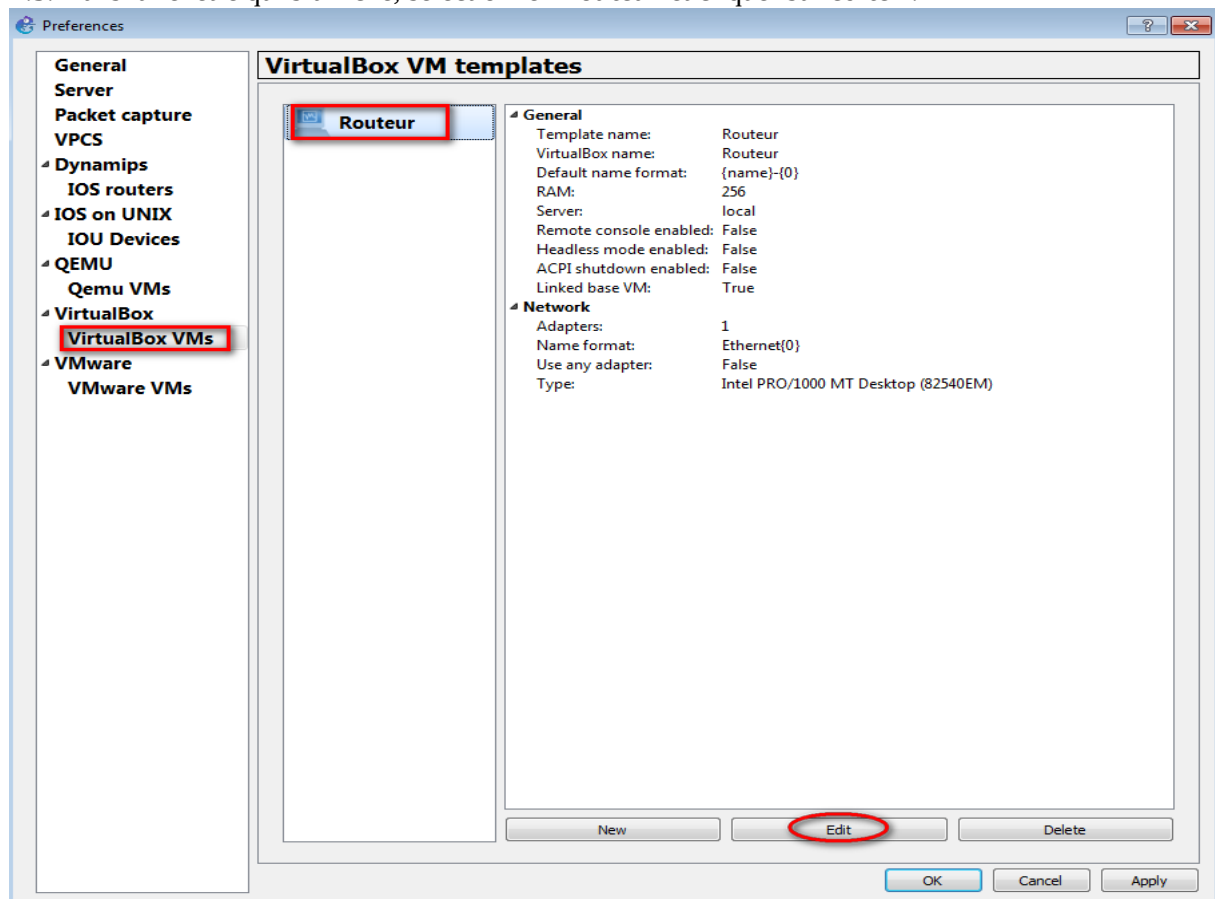 Preferences
General
Server
Packet capture
VPCS
Dynamips
IOS routers
IOS on UNIX
IOU Devices
QEMU
Qemu VMs
VirtualBox
VirtualBox VMs
VMware
VMware VMs
VirtualBox VM templates
Routeur
General
Template name: Routeur
VirtualBox name: Routeur
Default name format: {name}-{0}
RAM: 256
Server: local
Remote console enabled: False
Headless mode enabled: False
ACPI shutdown enabled: False
Linked base VM: True
Network
Adapters: 1
Name format: Ethernet{0}
Use any adapter: False
Type: Intel PRO/1000 MT Desktop (82540EM)
New Edit Delete
OK Cancel Apply